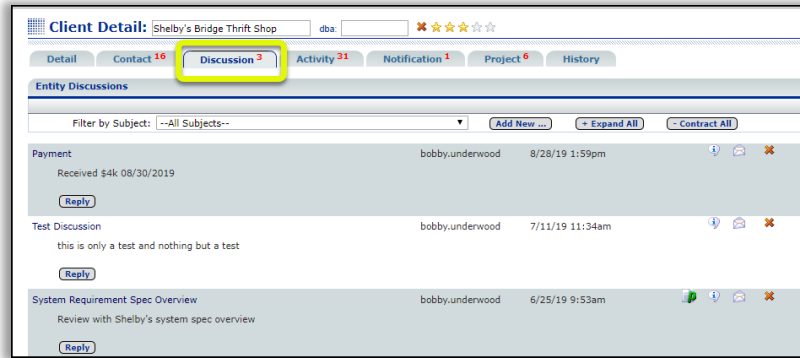 Client Detail: Shelby's Bridge Thrift Shop dba:
Detail Contact 16 Discussion 3 Activity 31 Notification 1 Project 6 History
Entity Discussions
Filter by Subject: --All Subjects-- Add New ... + Expand All - Contract All
Payment bobby.underwood 8/28/19 1:59pm
Received $4k 08/30/2019
Reply
Test Discussion bobby.underwood 7/11/19 11:34am
this is only a test and nothing but a test
Reply
System Requirement Spec Overview bobby.underwood 6/25/19 9:53am
Review with Shelby's system spec overview
Reply